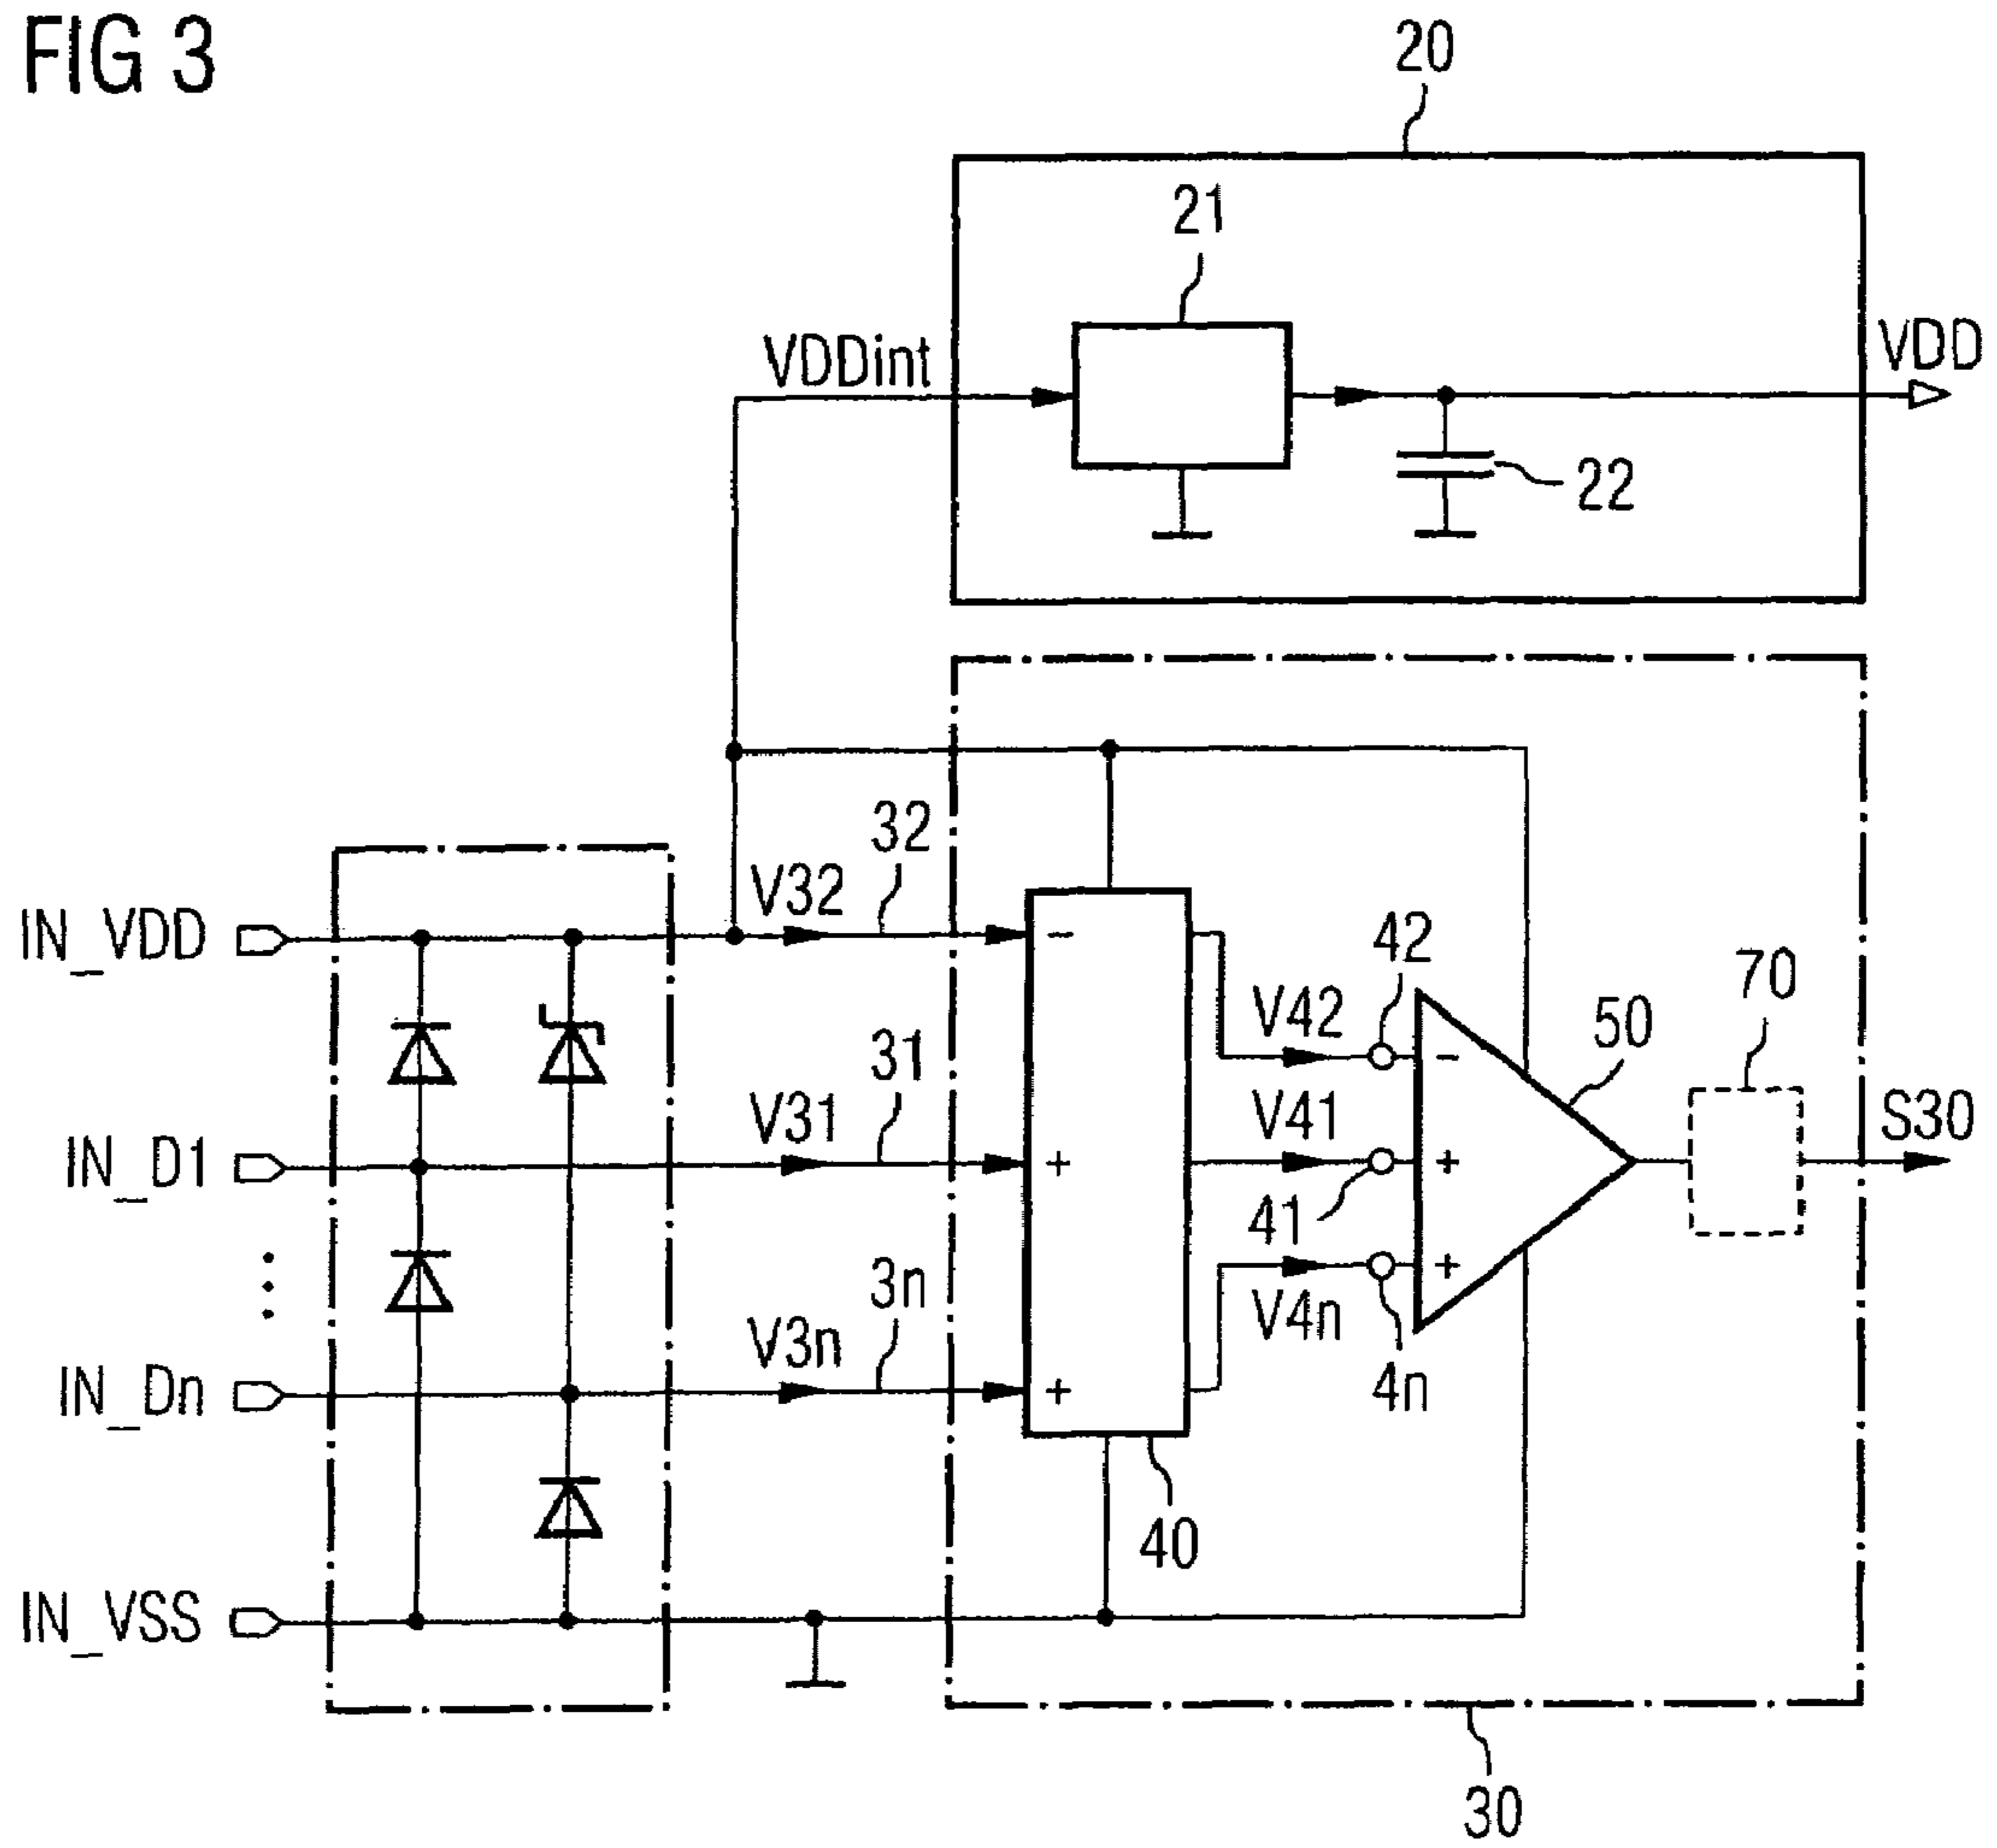 FIG 3
20
21
VDDint
VDD
22
32
V32
IN_VDD
42
70
V42
50
31
V31
V41
S30
IN_D1
+
+
41
3n
+
V3n
V4n
IN_Dn
+
4n
40
IN_VSS
30